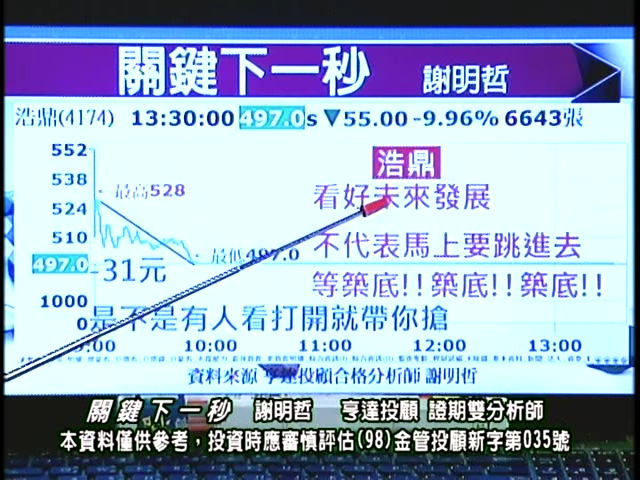 關鍵下一秒 謝明哲
浩鼎(4174) 13:30:00 497.0s ▼55.00 -9.96% 6643張
552
538
524
510
497.0
1000
0
最高528
最低497.0
-31元
浩鼎
看好未來發展
不代表馬上要跳進去
等築底!!築底!!築底!!
是不是有人看打開就帶你搶
09:00 10:00 11:00 12:00 13:00
資料來源 亨達投顧合格分析師 謝明哲
關鍵下一秒 謝明哲 亨達投顧 證期雙分析師
本資料僅供參考，投資時應審慎評估(98)金管投顧新字第035號